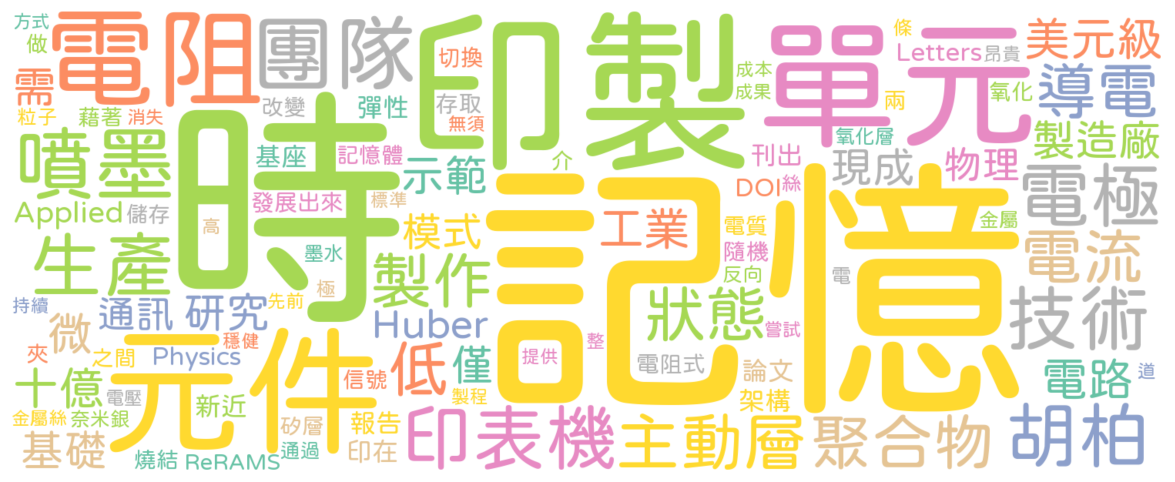 方式
做
電阻
團隊
印製
單元
條
美元級
Letters
昂貴
需
切換
成本
成果
兩
氧化
導電
粒子
藉著
消失
改變
彈性
存取
無須
氧化層
製造廠
噴墨
時
基座
記憶體
示範
介
記憶
刊出
現成
物理
Applied
儲存
發展出來
標準
DOI
絲
電極
高
模式
工業
電質
金屬
生產
墨水
製作
隨機
反向
電
電流
持續
先前
極
狀態
技術
通訊
研究
Huber
嘗試
微
穩健
元件
整
夾
之間
Physics
低
僅
提供
電阻式
論文
電路
道
十億
電壓
信號
製程
架構
金屬絲
奈米銀
新近
矽層
報告
印表機
主動層
聚合物
胡柏
基礎
燒結
ReRAMS
通過
印在